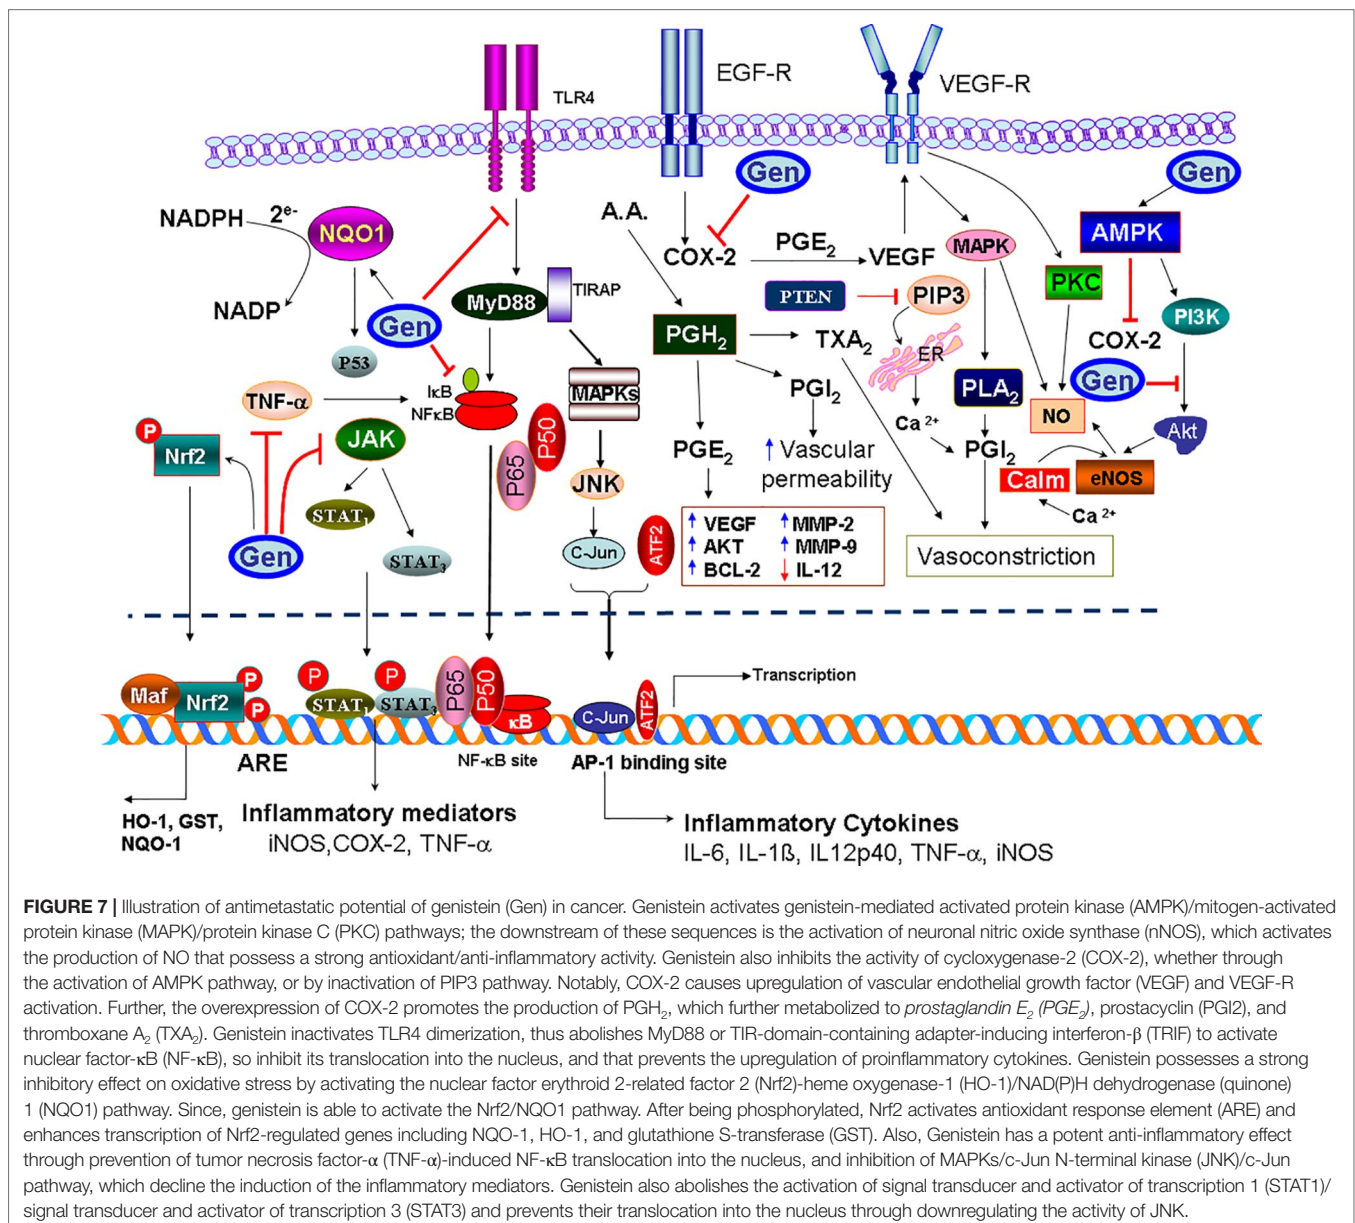 EGF-R
VEGF-R
TLR4
Gen
Gen
NADPH
2e-
NQO1
A.A.
AMPK
COX-2
PGE2
VEGF
MAPK
MyD88
TIRAP
PKC
NADP
Gen
PTEN
PIP3
PI3K
P53
PGH2
TXA2
ER
COX-2
IκB
TNF-α
MAPKs
PGI2
PLA2
Gen
NFκB
NO
P
JAK
P50
Ca 2+
Akt
Nrf2
P65
PGE2
Vascular
permeability
PGI2
JNK
Calm
eNOS
STAT1
Ca 2+
VEGF
MMP-2
AKT
MMP-9
BCL-2
IL-12
Gen
STAT3
C-Jun
ATF2
Vasoconstriction
Maf
Nrf2
P
P
P
P
STAT1
STAT3
P65
P50
κB
C-Jun
ATF2
Transcription
ARE
NF-κB site
AP-1 binding site
HO-1, GST,
NQO-1
Inflammatory mediators
iNOS,COX-2, TNF-α
Inflammatory Cytokines
IL-6, IL-1ß, IL12p40, TNF-α, iNOS
FIGURE 7 | Illustration of antimetastatic potential of genistein (Gen) in cancer. Genistein activates genistein-mediated activated protein kinase (AMPK)/mitogen-activated
protein kinase (MAPK)/protein kinase C (PKC) pathways; the downstream of these sequences is the activation of neuronal nitric oxide synthase (nNOS), which activates
the production of NO that possess a strong antioxidant/anti-inflammatory activity. Genistein also inhibits the activity of cycloxygenase-2 (COX-2), whether through
the activation of AMPK pathway, or by inactivation of PIP3 pathway. Notably, COX-2 causes upregulation of vascular endothelial growth factor (VEGF) and VEGF-R
activation. Further, the overexpression of COX-2 promotes the production of PGH2, which further metabolized to prostaglandin E2 (PGE2), prostacyclin (PGI2), and
thromboxane A2 (TXA2). Genistein inactivates TLR4 dimerization, thus abolishes MyD88 or TIR-domain-containing adapter-inducing interferon-β (TRIF) to activate
nuclear factor-κB (NF-κB), so inhibit its translocation into the nucleus, and that prevents the upregulation of proinflammatory cytokines. Genistein possesses a strong
inhibitory effect on oxidative stress by activating the nuclear factor erythroid 2-related factor 2 (Nrf2)-heme oxygenase-1 (HO-1)/NAD(P)H dehydrogenase (quinone)
1 (NQO1) pathway. Since, genistein is able to activate the Nrf2/NQO1 pathway. After being phosphorylated, Nrf2 activates antioxidant response element (ARE) and
enhances transcription of Nrf2-regulated genes including NQO-1, HO-1, and glutathione S-transferase (GST). Also, Genistein has a potent anti-inflammatory effect
through prevention of tumor necrosis factor-α (TNF-α)-induced NF-κB translocation into the nucleus, and inhibition of MAPKs/c-Jun N-terminal kinase (JNK)/c-Jun
pathway, which decline the induction of the inflammatory mediators. Genistein also abolishes the activation of signal transducer and activator of transcription 1 (STAT1)/
signal transducer and activator of transcription 3 (STAT3) and prevents their translocation into the nucleus through downregulating the activity of JNK.